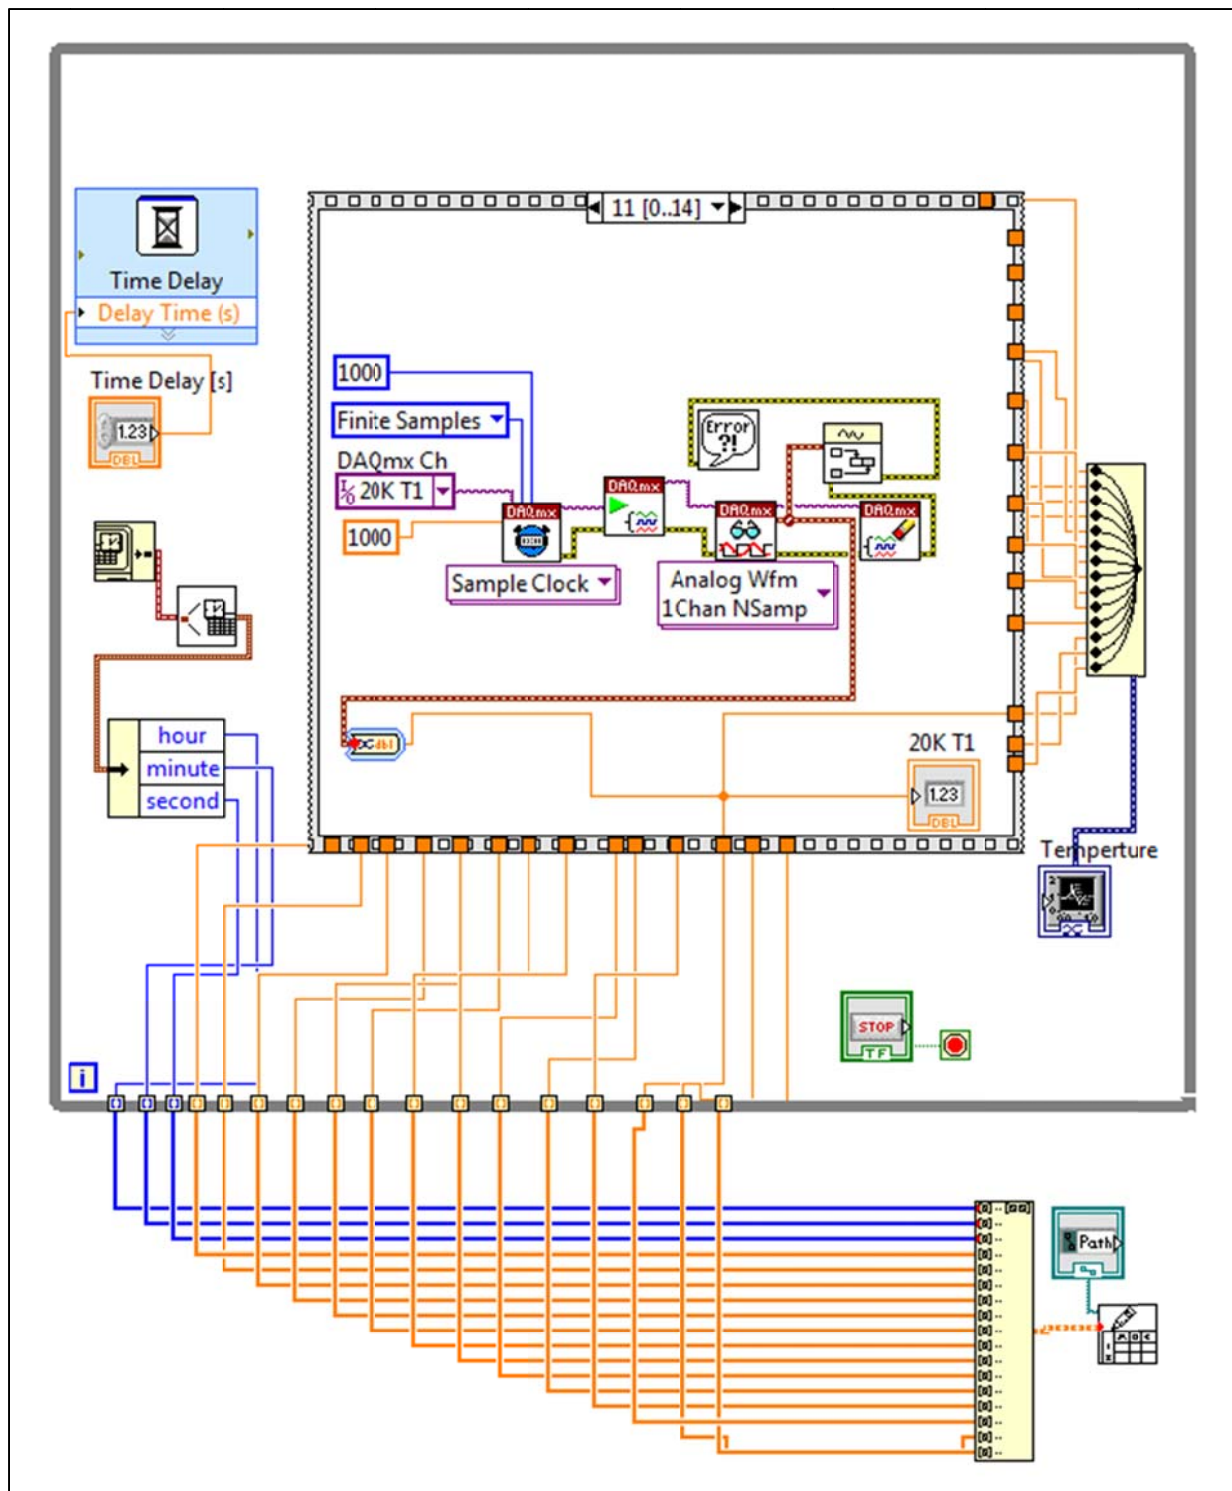 11 [0..14]
Time Delay
Delay Time (s)
Time Delay [s]
1.23
DBL
1000
Finite Samples
DAQmx Ch
I/O 20K T1
1000
Error
?!
DAQmx
DAQmx
DAQmx
DAQmx
Sample Clock
Analog Wfm
1Chan NSamp
hour
minute
second
dbl
20K T1
1.23
DBL
Temperture
STOP
TF
i
Path